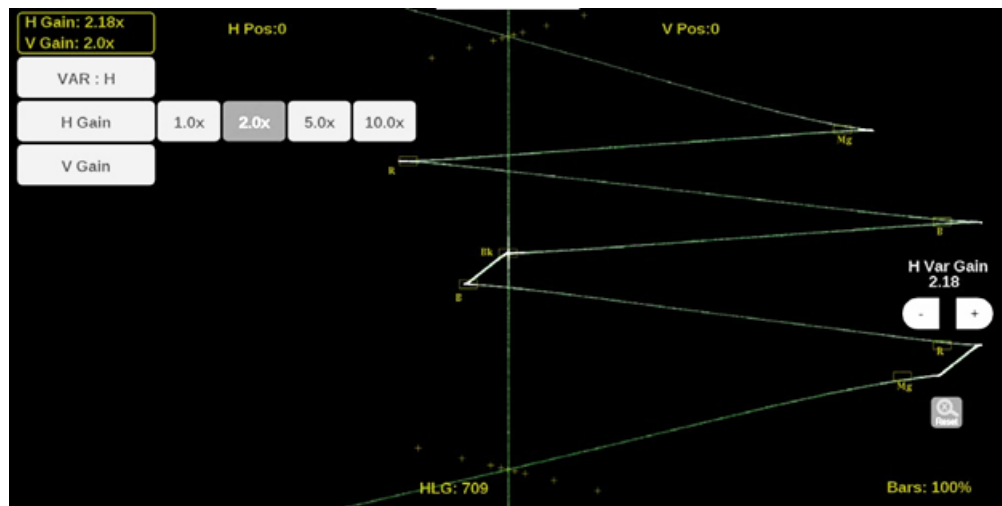 H Gain: 2.18x
V Gain: 2.0x
H Pos:0
V Pos:0
VAR : H
H Gain
1.0x
2.0x
5.0x
10.0x
V Gain
Mg
R
B
Bk
B
H Var Gain
2.18
-
+
R
Mg
Reset
HLG: 709
Bars: 100%